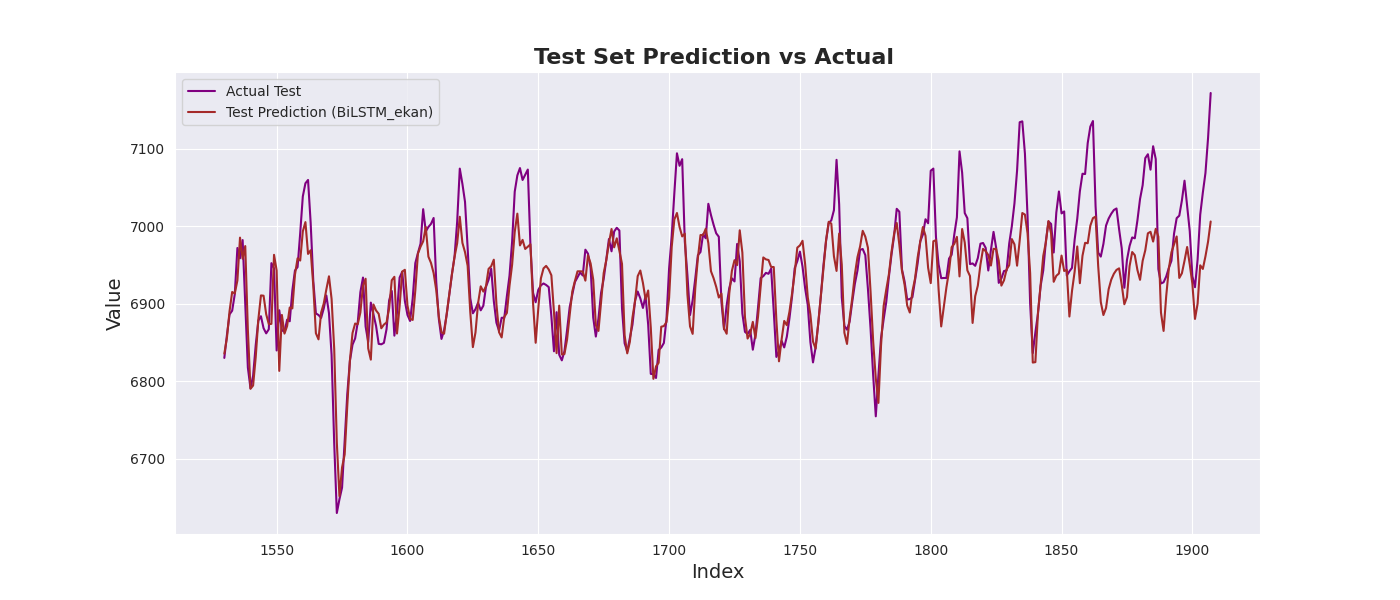 Test Set Prediction vs Actual
Actual Test
Test Prediction (BiLSTM_ekan)
Value
7100
7000
6900
6800
6700
1550
1600
1650
1700
1750
1800
1850
1900
Index